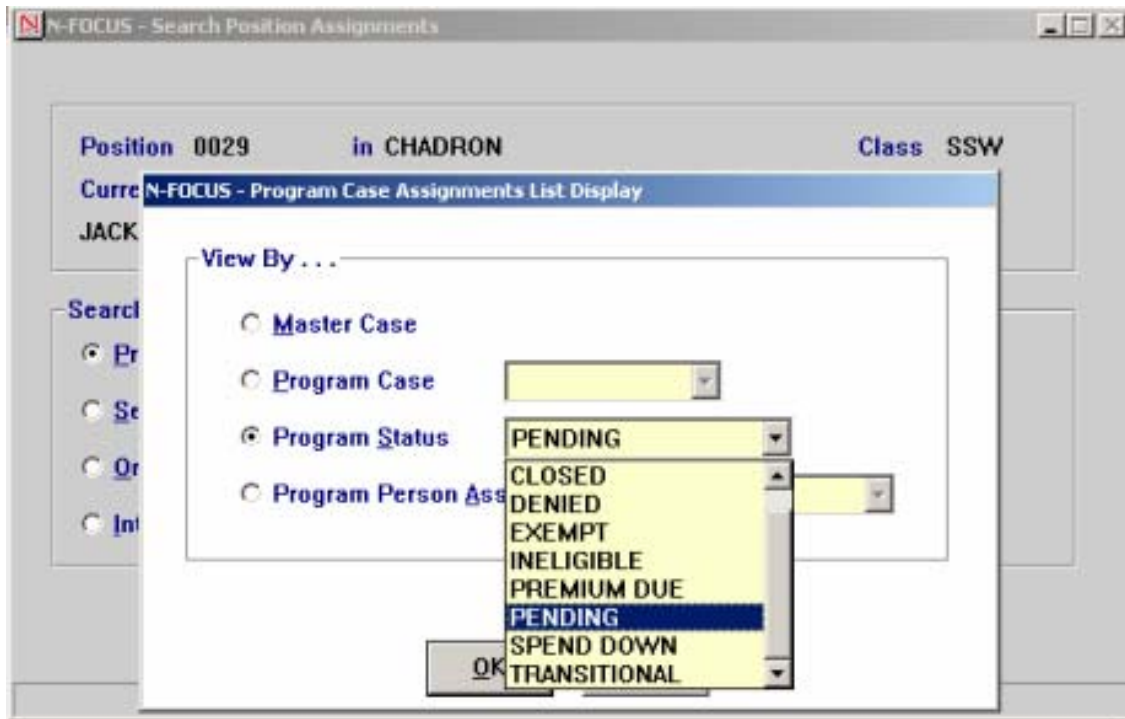 N-FOCUS - Search Position Assignments
Position 0029 in CHADRON Class SSW
Curre
N-FOCUS - Program Case Assignments List Display
JACK
View By . . .
Search
Master Case
Pr
Program Case
Se
Program Status PENDING
Or
CLOSED
Program Person Ass
DENIED
Int
EXEMPT
INELIGIBLE
PREMIUM DUE
PENDING
SPEND DOWN
OK
TRANSITIONAL